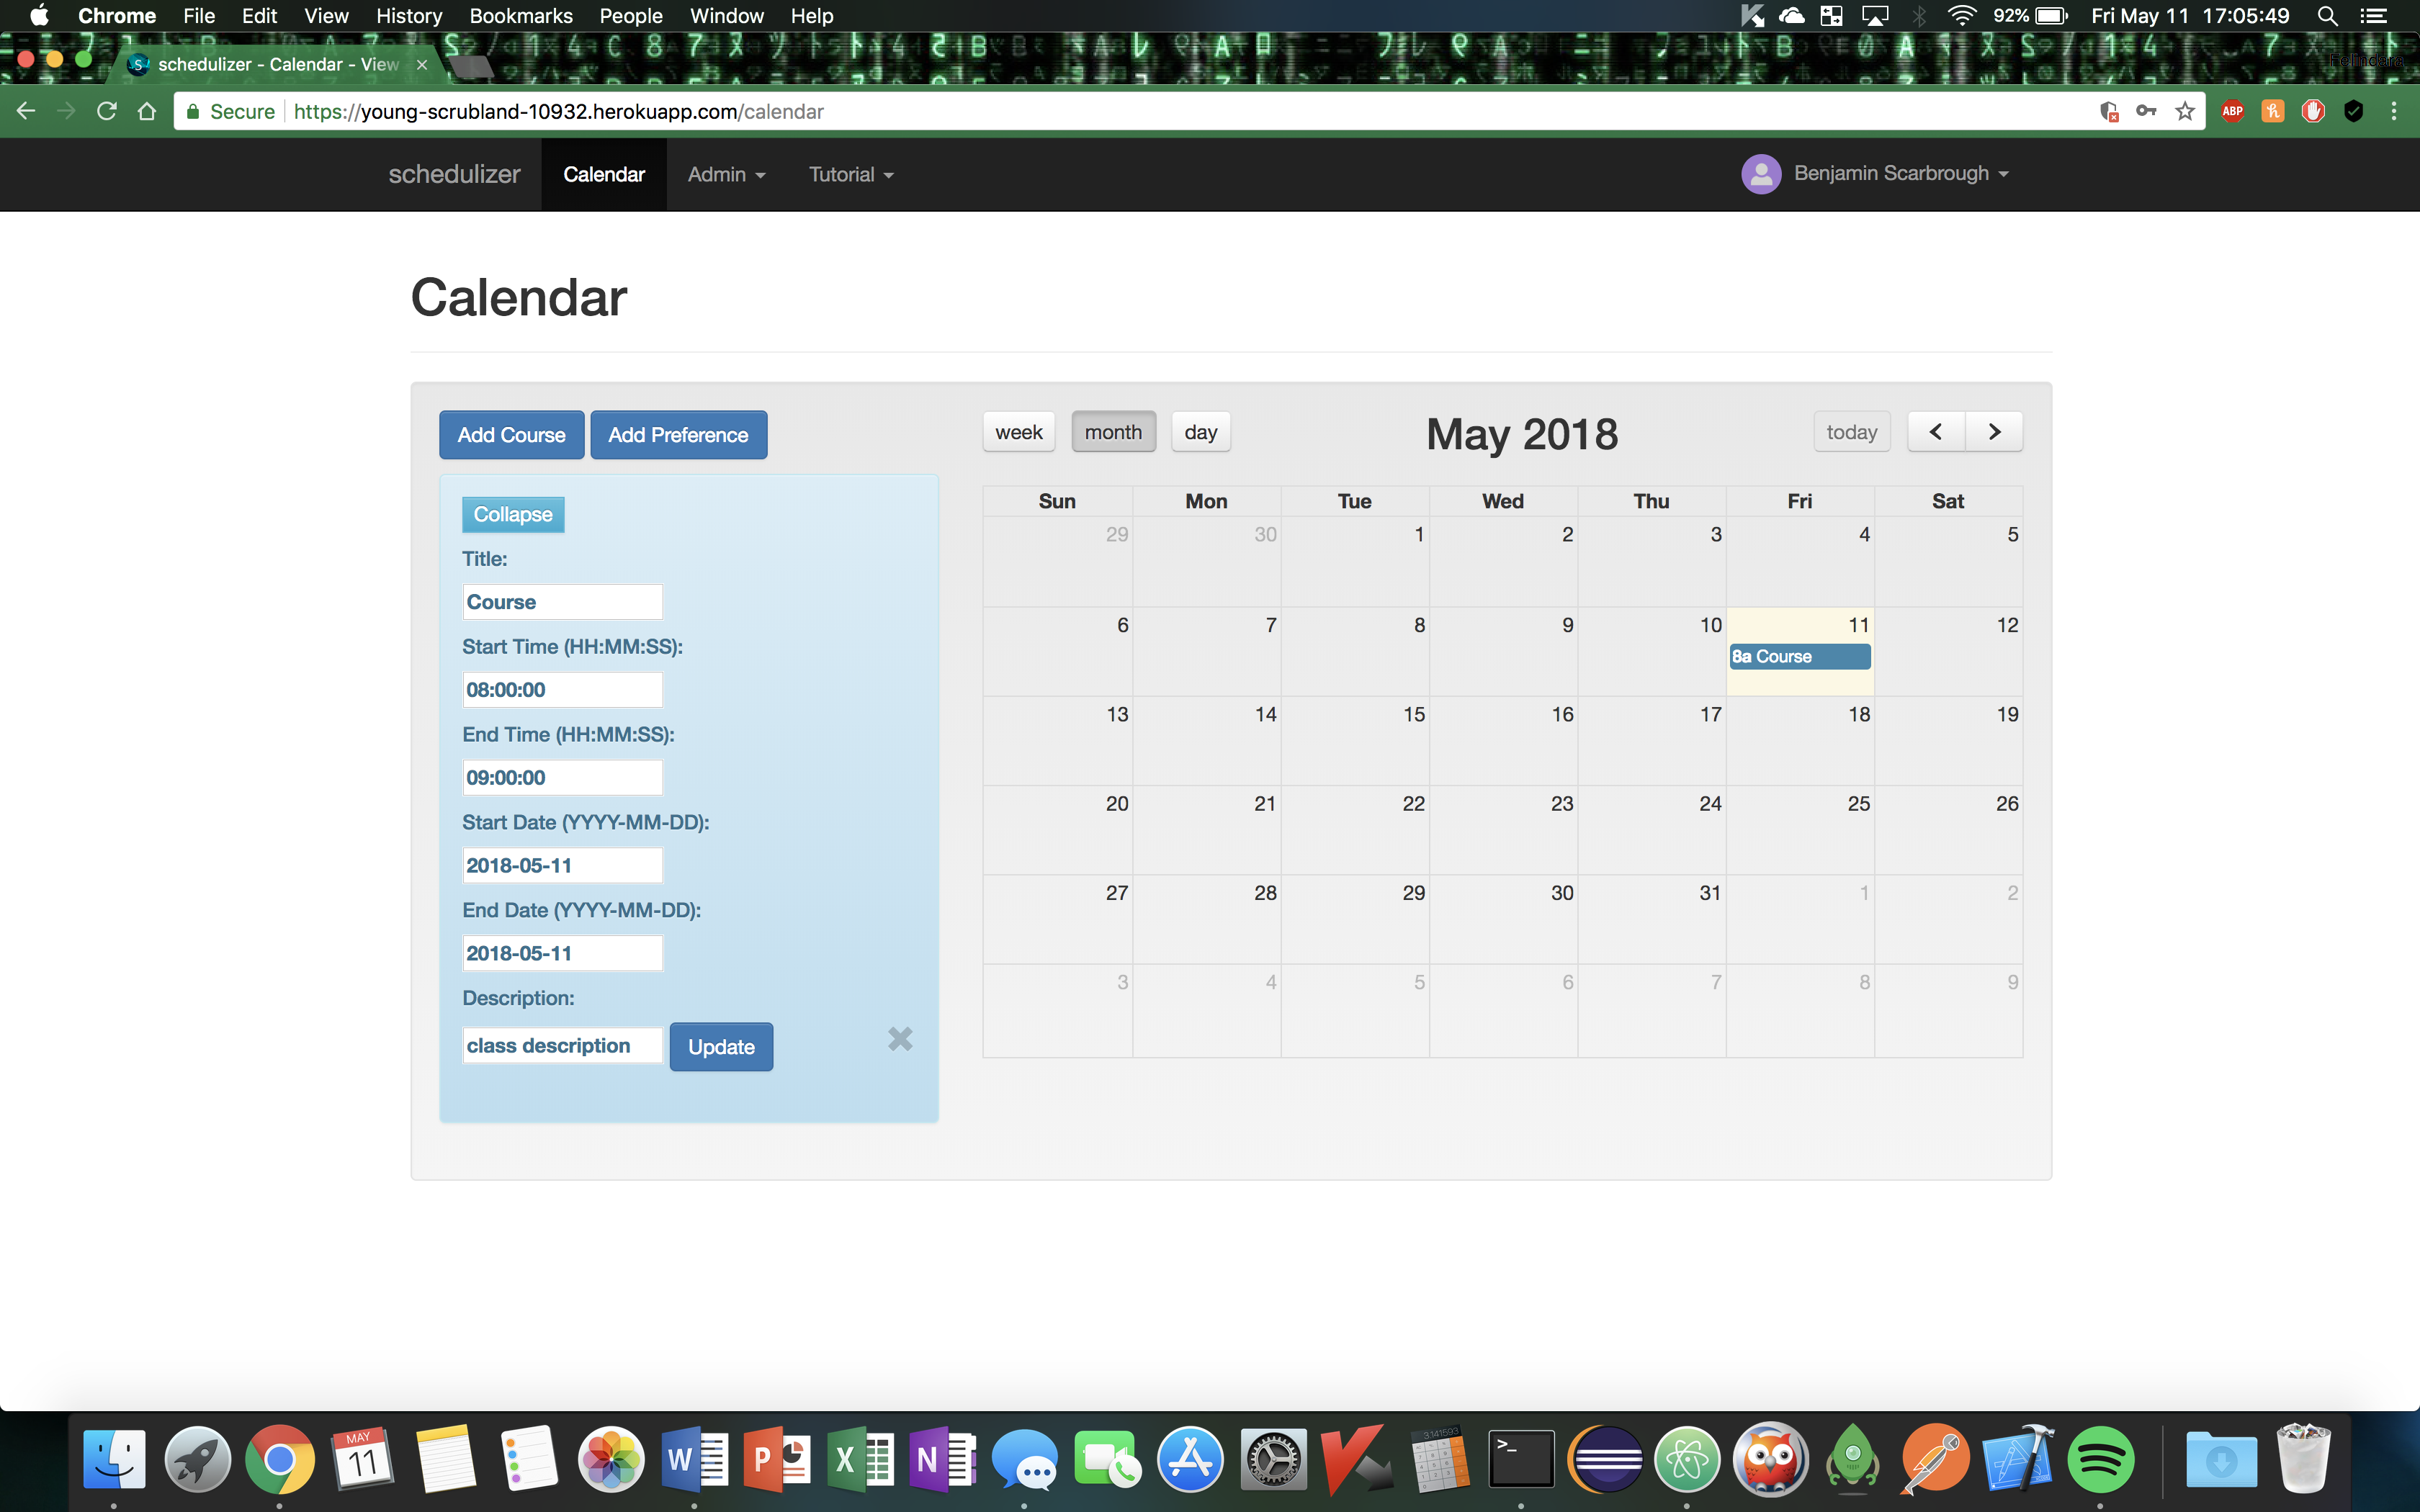 Chrome File Edit View History Bookmarks People Window Help 92% Fri May 11 17:05:49
schedulizer - Calendar - View
Secure https://young-scrubland-10932.herokuapp.com/calendar ABP
schedulizer Calendar Admin Tutorial Benjamin Scarbrough
Calendar
Add Course Add Preference
Collapse
Title:
Course
Start Time (HH:MM:SS):
08:00:00
End Time (HH:MM:SS):
09:00:00
Start Date (YYYY-MM-DD):
2018-05-11
End Date (YYYY-MM-DD):
2018-05-11
Description:
class description Update
week month day May 2018 today < >
Sun Mon Tue Wed Thu Fri Sat
29 30 1 2 3 4 5
6 7 8 9 10 11 12
8a Course
13 14 15 16 17 18 19
20 21 22 23 24 25 26
27 28 29 30 31 1 2
3 4 5 6 7 8 9
MAY
11
W P X N
3.141593
>_